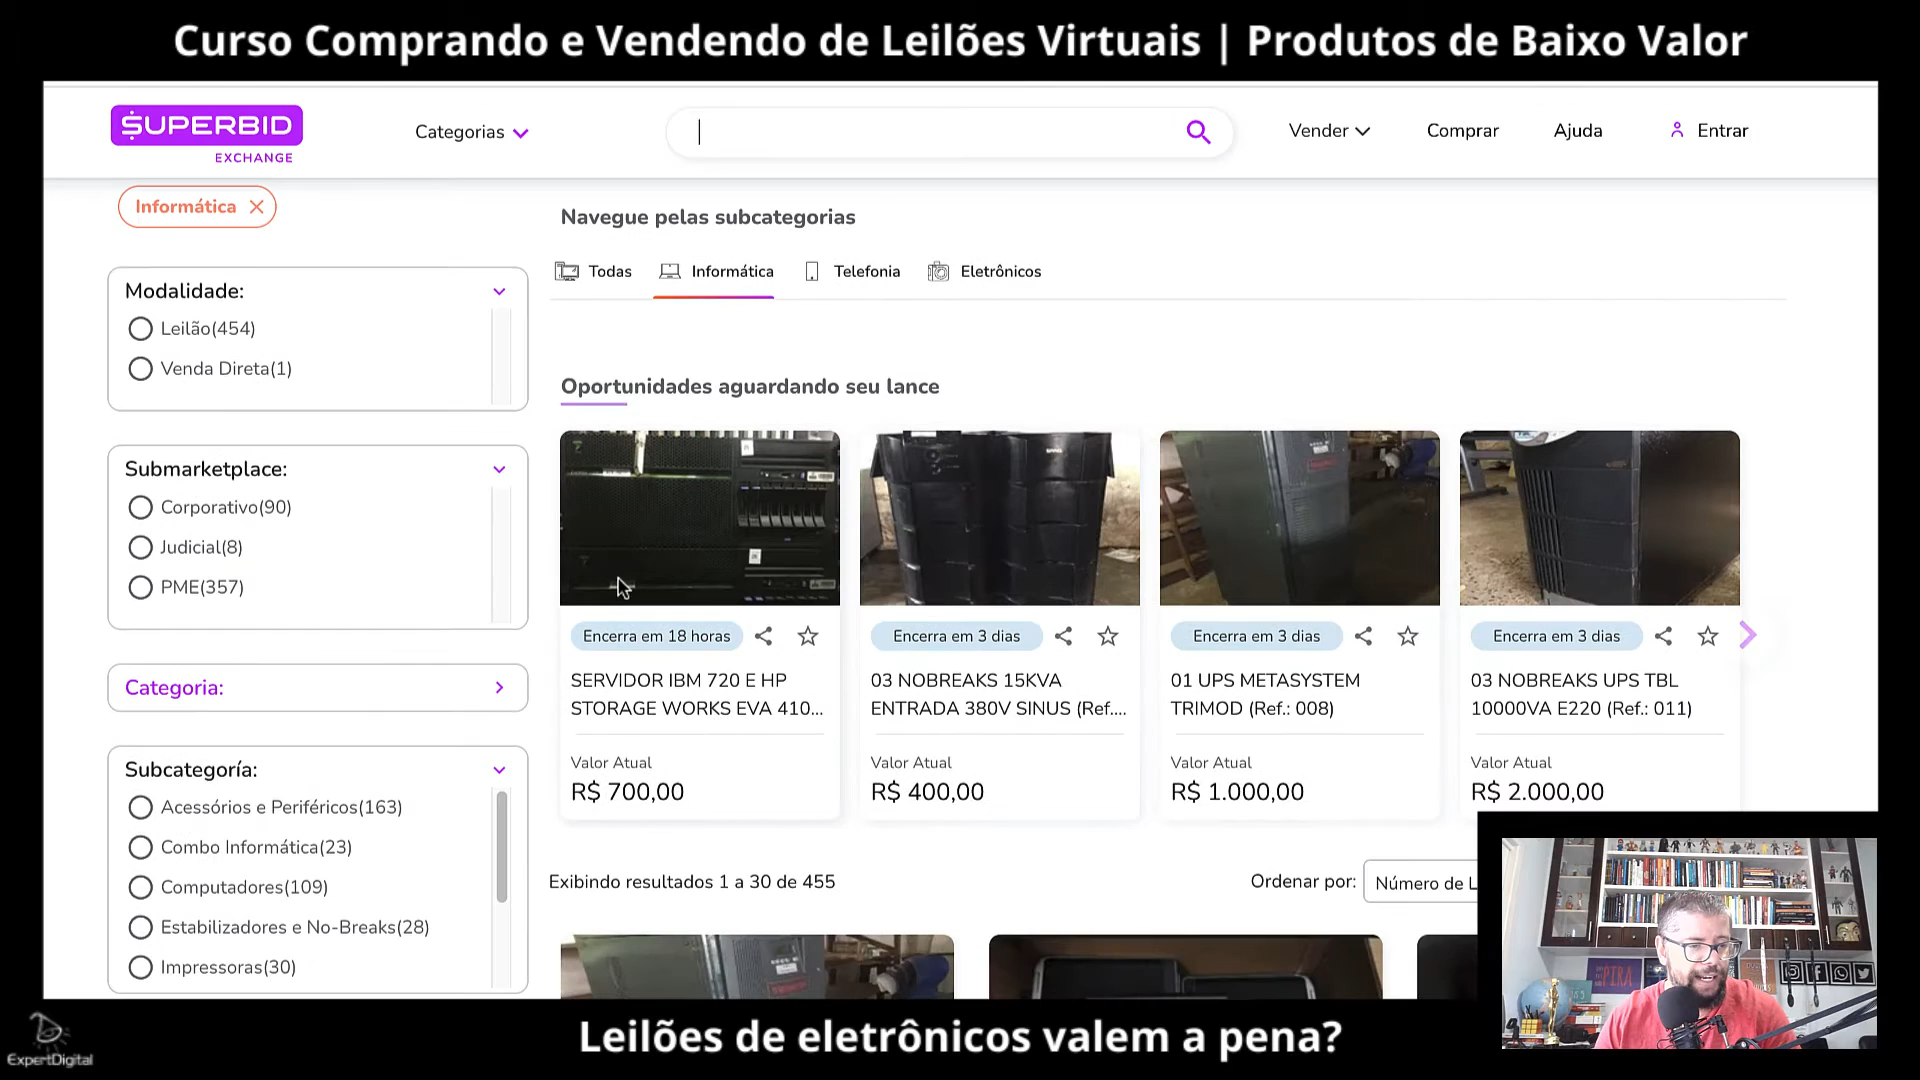 Curso Comprando e Vendendo de Leilões Virtuais | Produtos de Baixo Valor
SUPERBID
EXCHANGE
Categorias
Vender
Comprar
Ajuda
Entrar
Informática
Modalidade:
Leilão(454)
Venda Direta(1)
Submarketplace:
Corporativo(90)
Judicial(8)
PME(357)
Categoria:
Subcategoría:
Acessórios e Periféricos(163)
Combo Informática(23)
Computadores(109)
Estabilizadores e No-Breaks(28)
Impressoras(30)
Navegue pelas subcategorias
Todas
Informática
Telefonia
Eletrônicos
Oportunidades aguardando seu lance
Encerra em 18 horas
SERVIDOR IBM 720 E HP
STORAGE WORKS EVA 410...
Valor Atual
R$ 700,00
Encerra em 3 dias
03 NOBREAKS 15KVA
ENTRADA 380V SINUS (Ref....
Valor Atual
R$ 400,00
Encerra em 3 dias
01 UPS METASYSTEM
TRIMOD (Ref.: 008)
Valor Atual
R$ 1.000,00
Encerra em 3 dias
03 NOBREAKS UPS TBL
10000VA E220 (Ref.: 011)
Valor Atual
R$ 2.000,00
Exibindo resultados 1 a 30 de 455
Ordenar por:
Número de L
PIRA
ExpertDigital
Leilões de eletrônicos valem a pena?